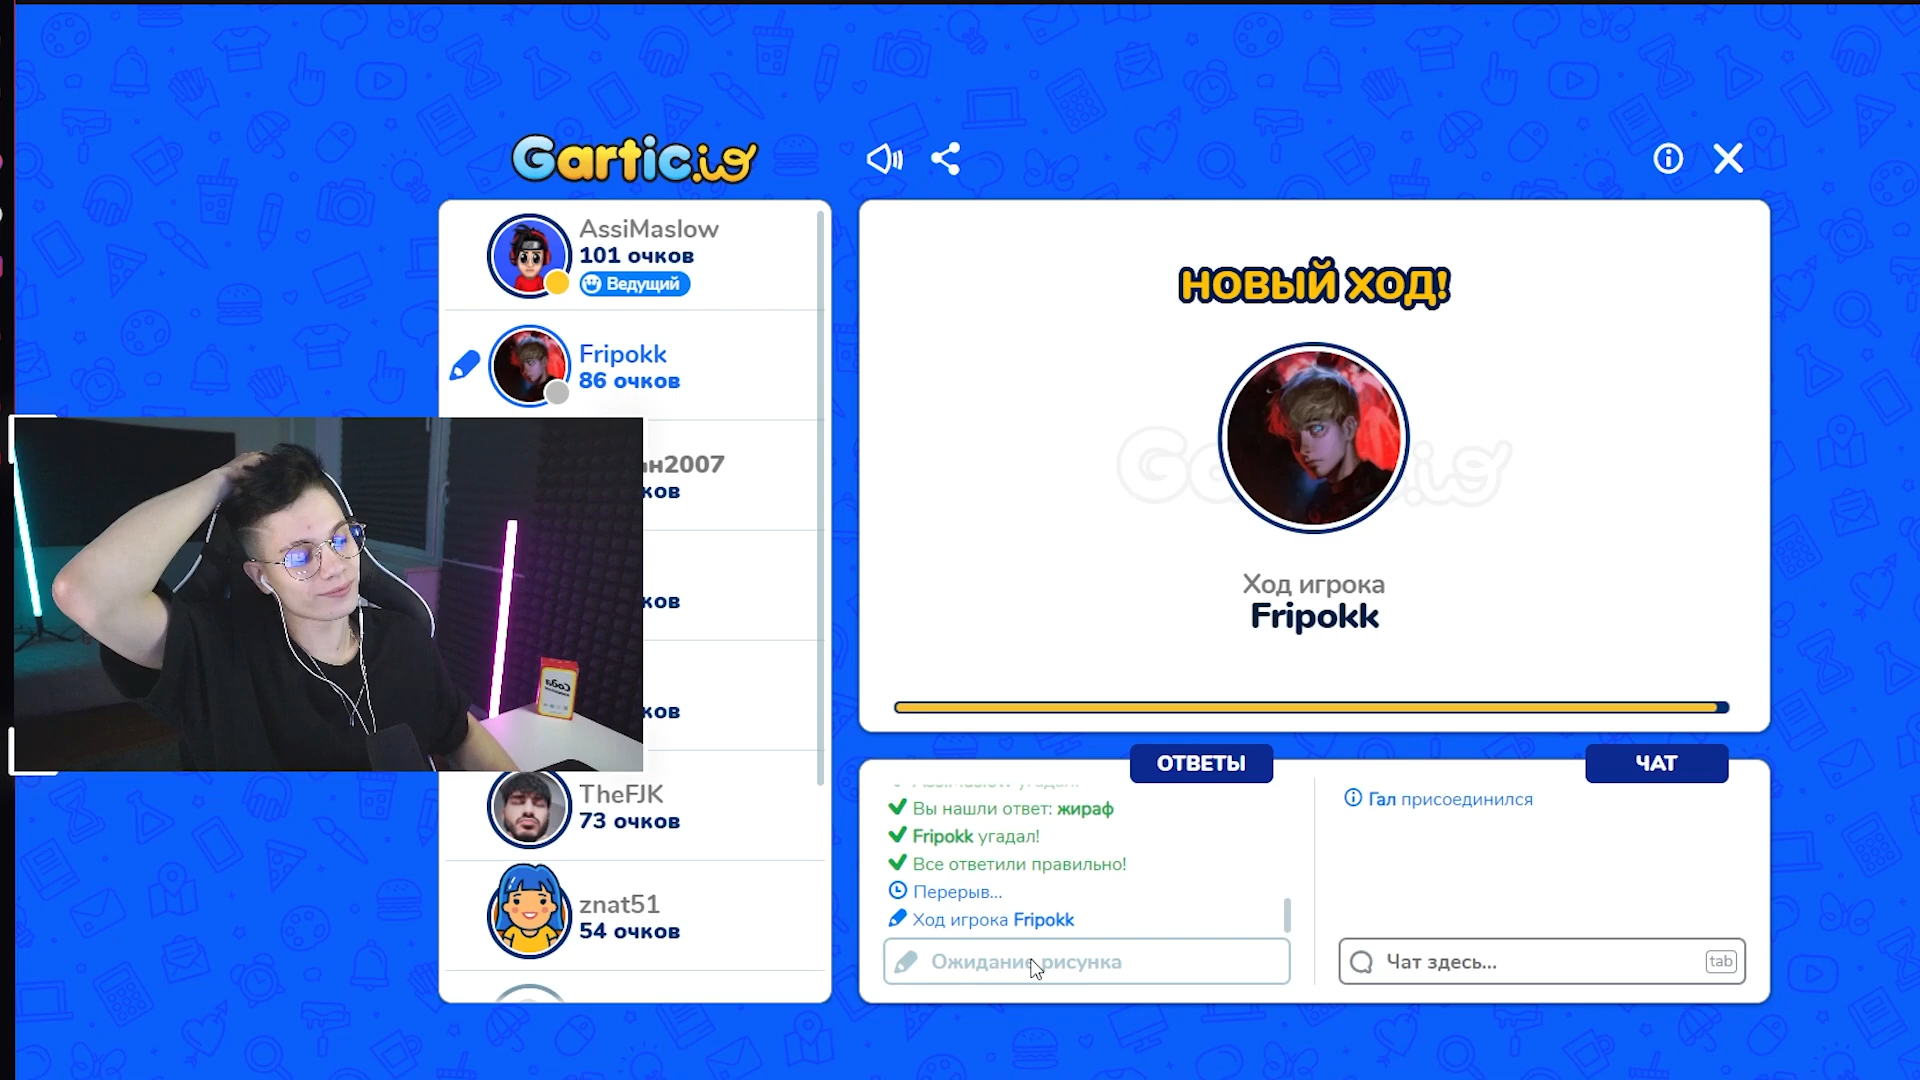 Gartic.io
AssiMaslow
101 очков
Ведущий
Fripokk
86 очков
н2007
ков
ков
ков
TheFJK
73 очков
znat51
54 очков
НОВЫЙ ХОД!
Ход игрока
Fripokk
ОТВЕТЫ
Вы нашли ответ: жираф
Fripokk угадал!
Все ответили правильно!
Перерыв...
Ход игрока Fripokk
Ожидание рисунка
ЧАТ
Гал присоединился
Чат здесь...
tab